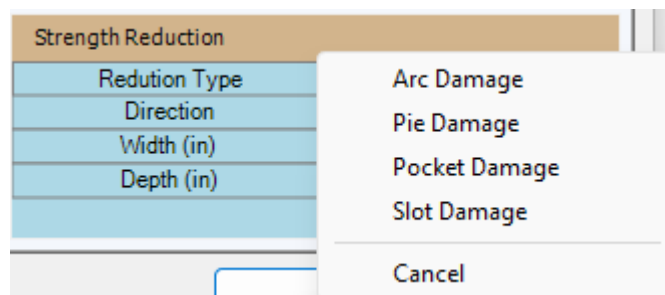 Strength Reduction
Redution Type
Direction
Width (in)
Depth (in)
Arc Damage
Pie Damage
Pocket Damage
Slot Damage
Cancel